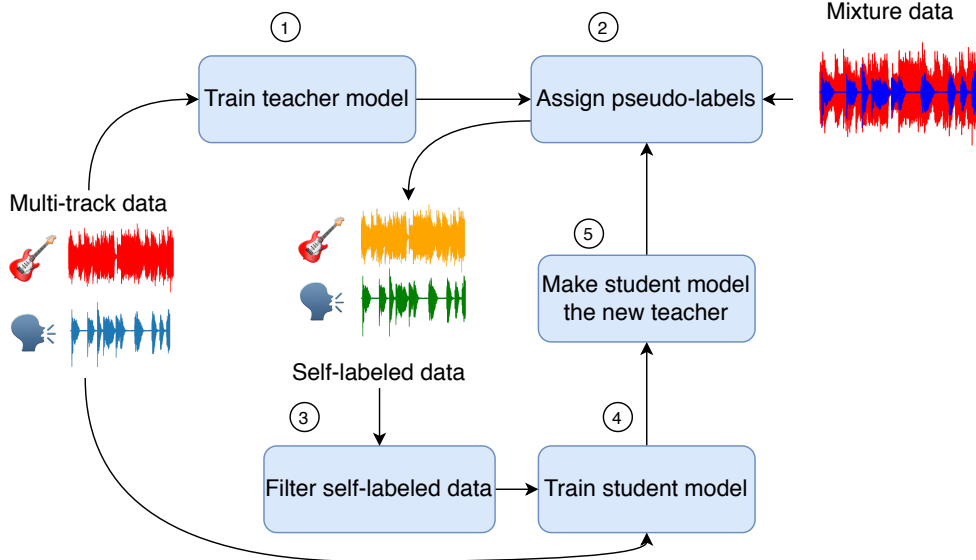 Mixture data
1
2
Train teacher model
Assign pseudo-labels
Multi-track data
5
Make student model
the new teacher
Self-labeled data
3
4
Filter self-labeled data
Train student model